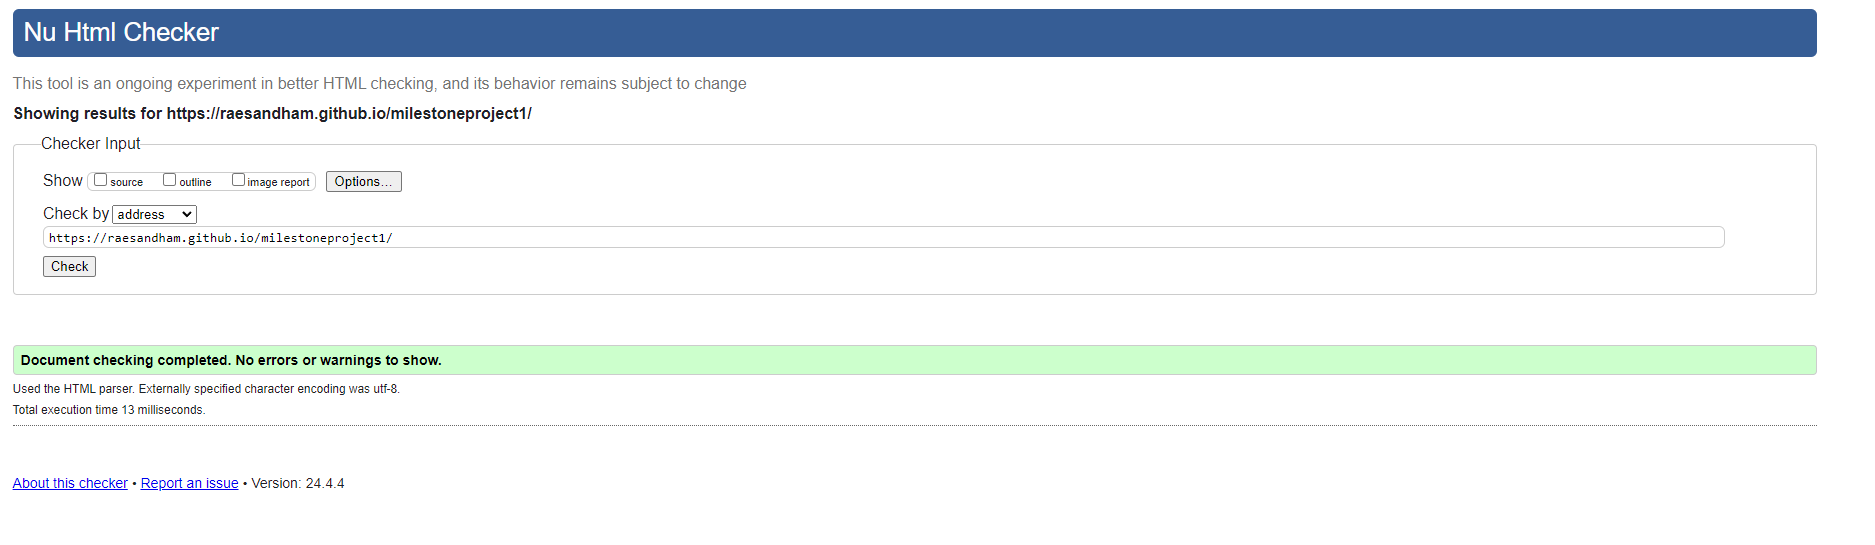 Nu Html Checker
This tool is an ongoing experiment in better HTML checking, and its behavior remains subject to change
Showing results for https://raesandham.github.io/milestoneproject1/
Checker Input
Show source outline image report Options...
Check by address
https://raesandham.github.io/milestoneproject1/
Check
Document checking completed. No errors or warnings to show.
Used the HTML parser. Externally specified character encoding was utf-8.
Total execution time 13 milliseconds.
About this checker • Report an issue • Version: 24.4.4